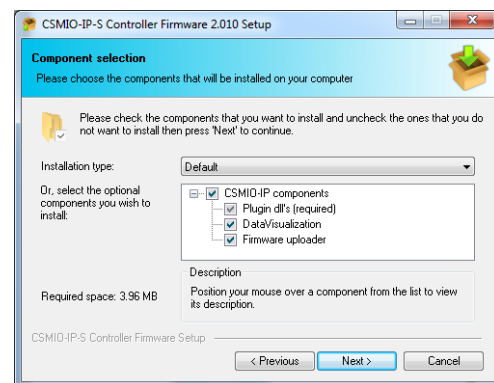 CSMIO-IP-S Controller Firmware 2.010 Setup
Component selection
Please choose the components that will be installed on your computer
Please check the components that you want to install and uncheck the ones that you do
not want to install then press 'Next' to continue.
Installation type:
Default
Or, select the optional
components you wish to
install:
CSMIO-IP components
Plugin dll's (required)
DataVisualization
Firmware uploader
Required space: 3.96 MB
Description
Position your mouse over a component from the list to view
its description.
CSMIO-IP-S Controller Firmware Setup
< Previous
Next >
Cancel